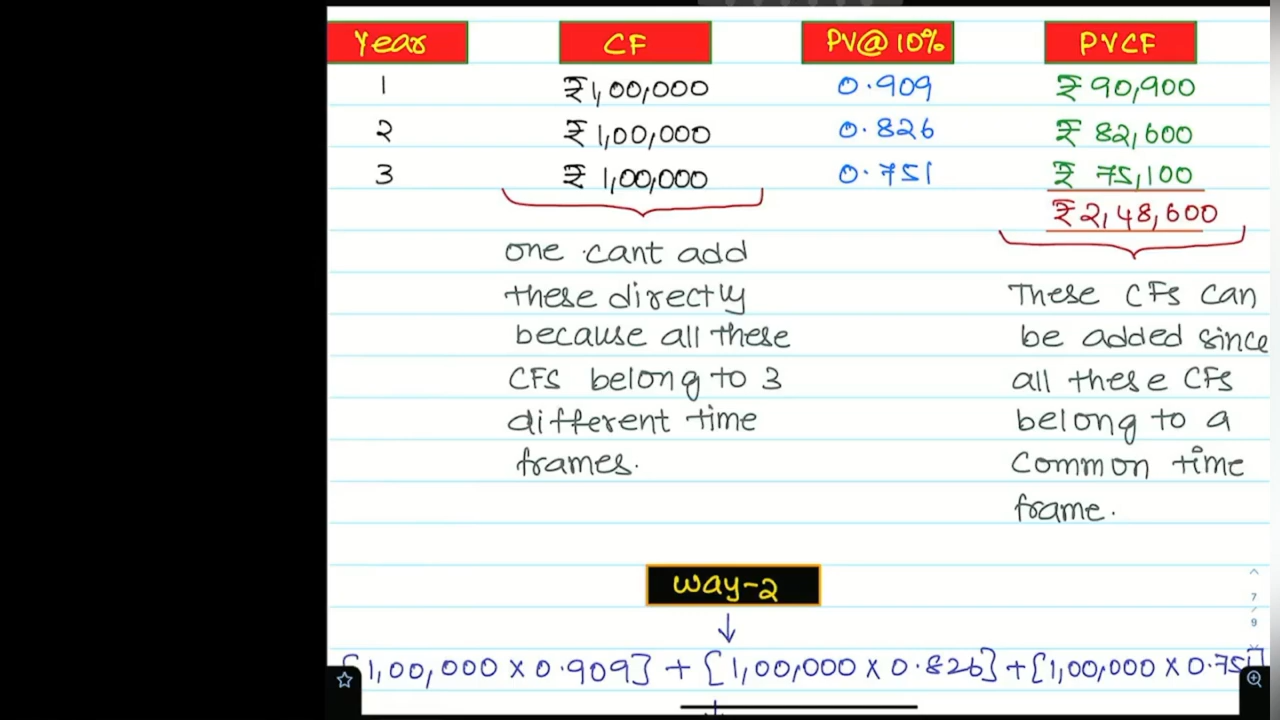 Year CF PV@ 10% PVCF
1 ₹1,00,000 0.909 ₹ 90,900
2 ₹1,00,000 0.826 ₹ 82,600
3 ₹ 1,00,000 0.751 ₹ 75,100
₹2,48,600
one cant add
these directly
because all these
CFS belong to 3
different time
frames.
These CFs can
be added since
all these CFs
belong to a
common time
frame.
Way-2
↓
[1,00,000 X 0.909] + [1,00,000 X 0.826] + [1,00,000 X 0.751]
7
/
9